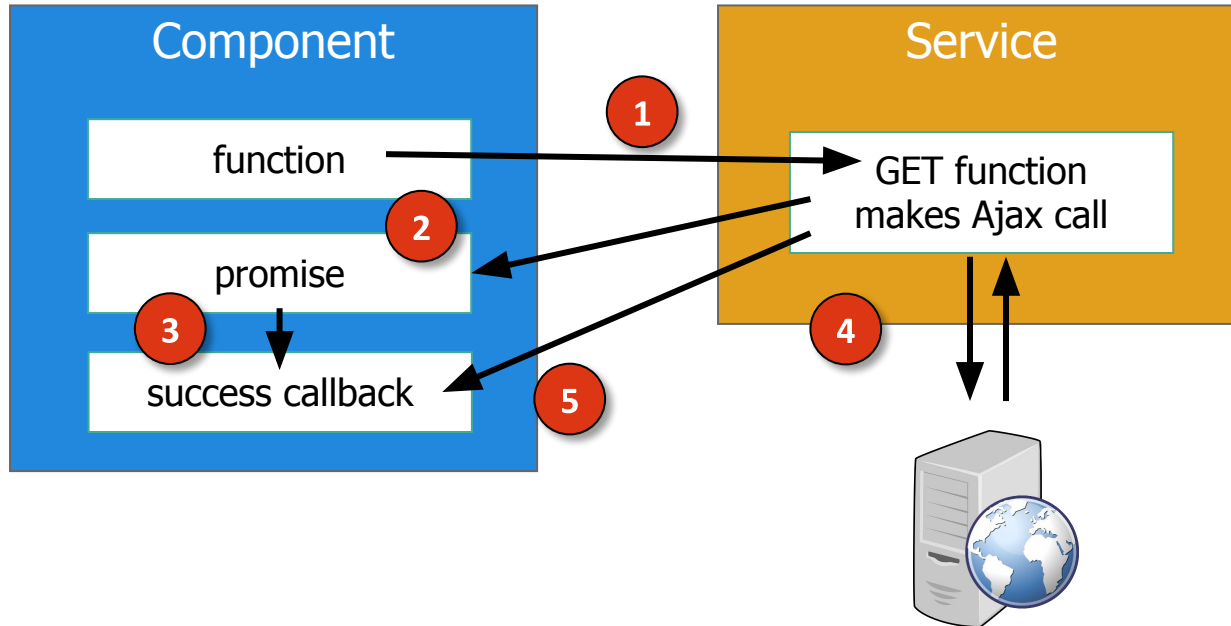 Component
Service
1
function
GET function
makes Ajax call
2
promise
3
4
success callback
5